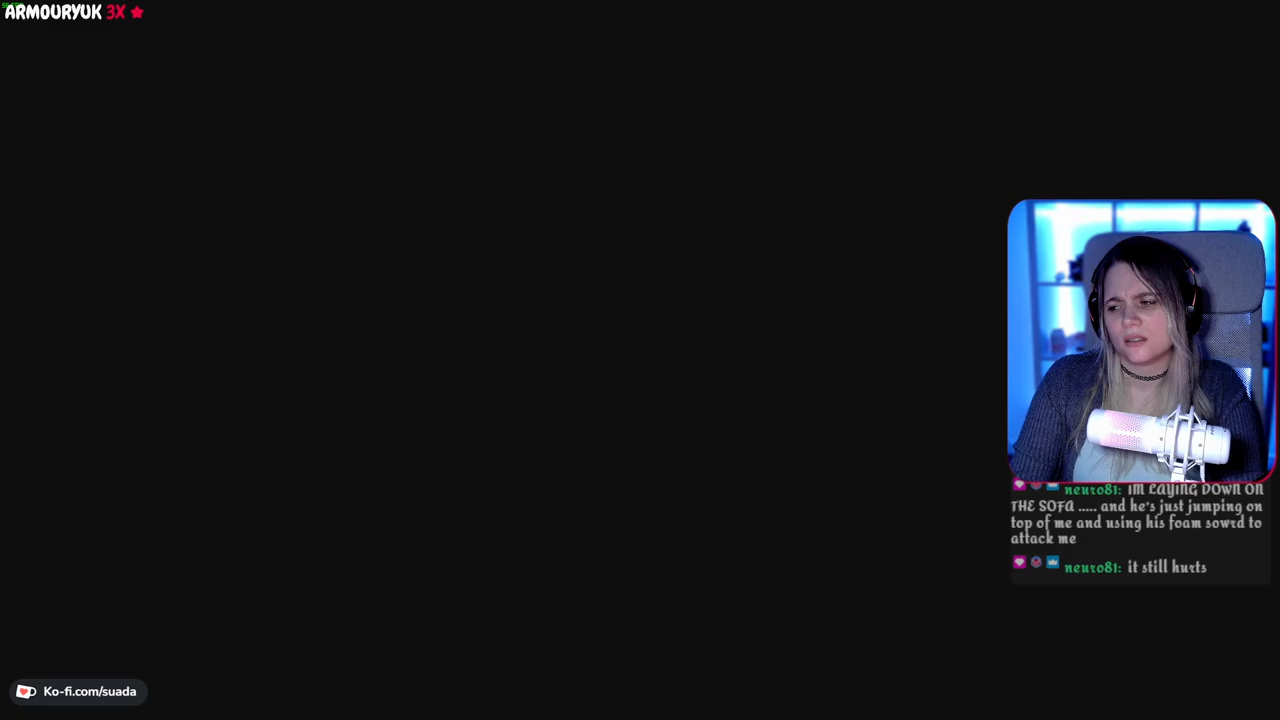 ARMOURYUK 3X
neuro81: IM LAYING DOWN ON
THE SOFA ..... and he's just jumping on
top of me and using his foam sowrd to
attack me
neuro81: it still hurts
Ko-fi.com/suada